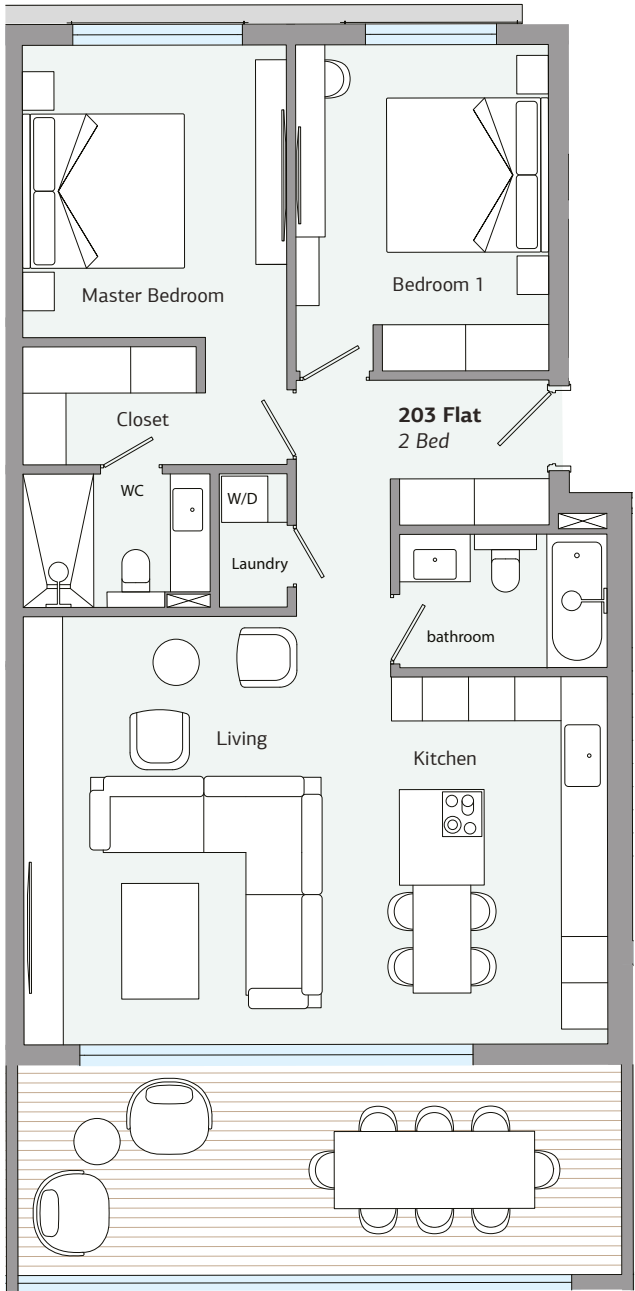 Master Bedroom
Bedroom 1
Closet
203 Flat
2 Bed
WC
W/D
Laundry
bathroom
Living
Kitchen